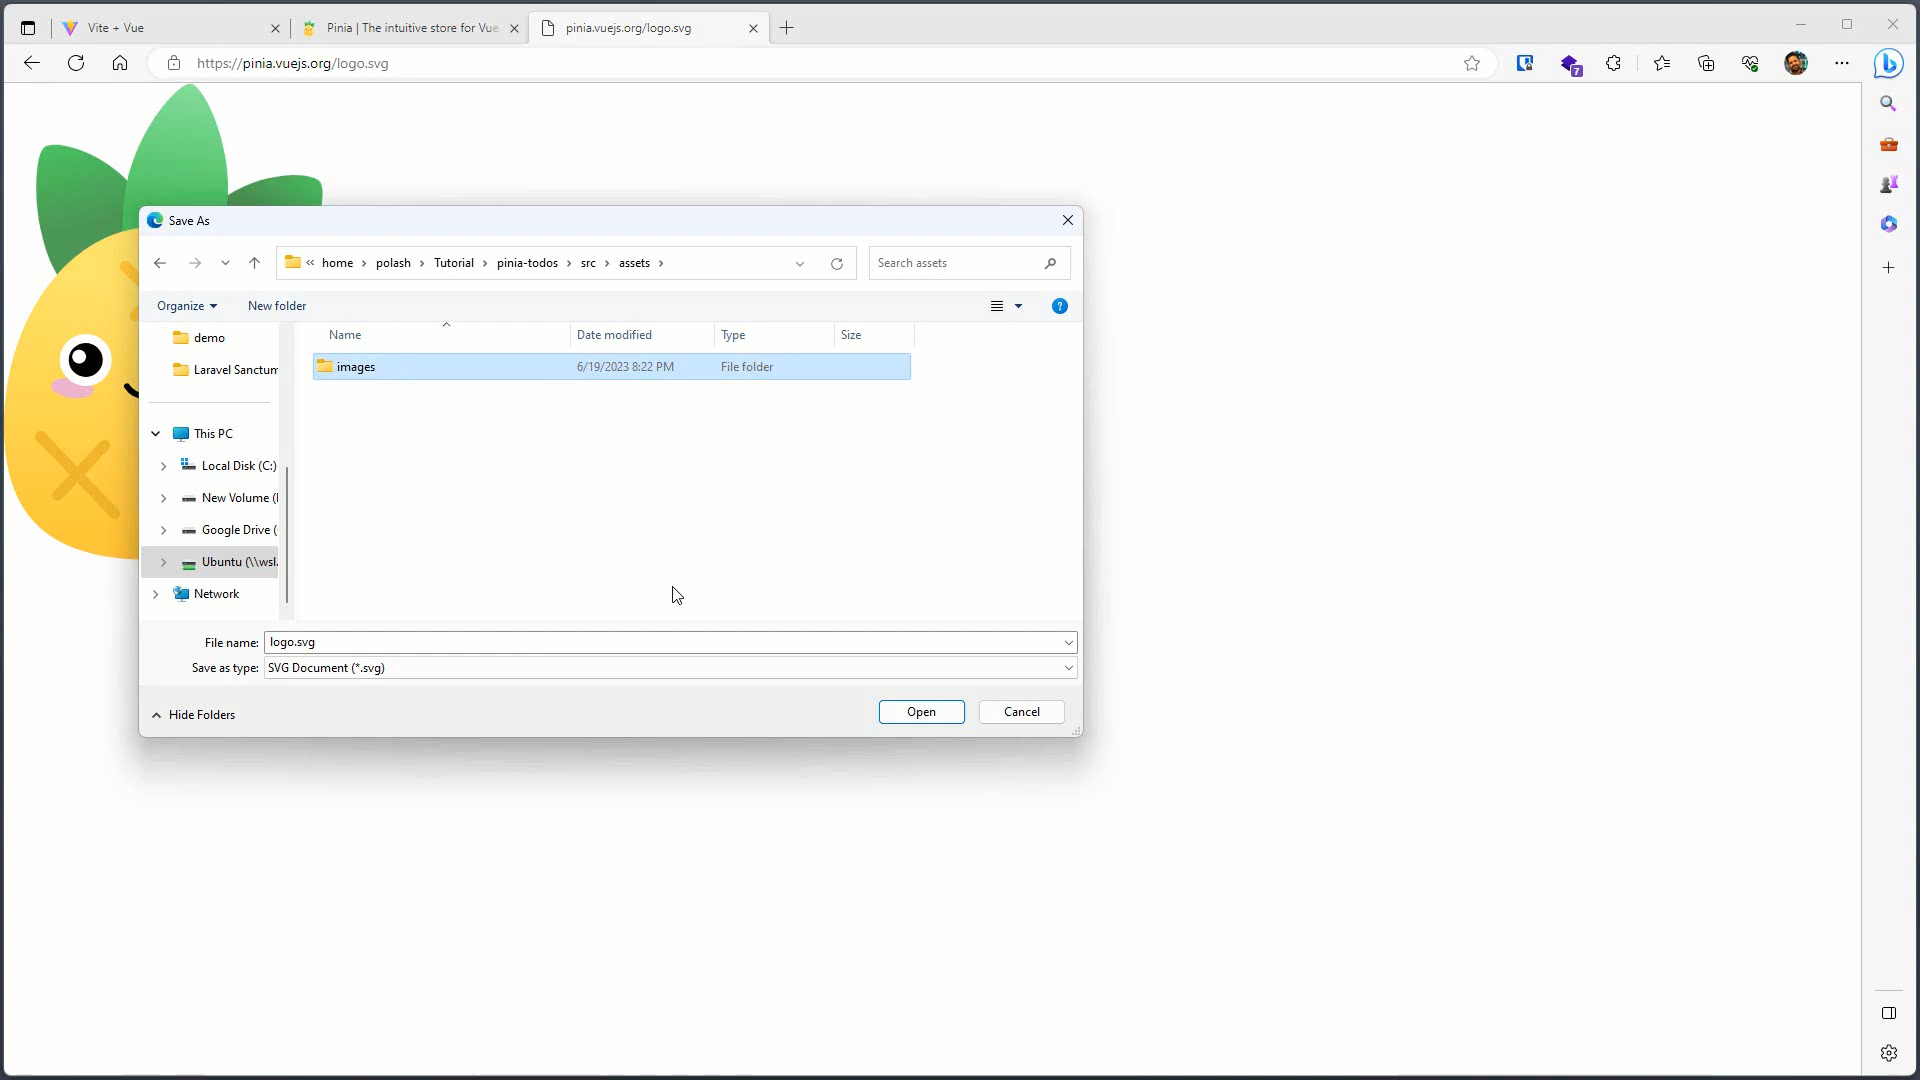 Vite + Vue
Pinia | The intuitive store for Vue
pinia.vuejs.org/logo.svg
https://pinia.vuejs.org/logo.svg
7
Save As
« home > polash > Tutorial > pinia-todos > src > assets >
Search assets
Organize
New folder
Name
Date modified
Type
Size
demo
Laravel Sanctum
images
6/19/2023 8:22 PM
File folder
This PC
Local Disk (C:)
New Volume (
Google Drive (
Ubuntu (\\wsl.
Network
File name: logo.svg
Save as type: SVG Document (*.svg)
Hide Folders
Open
Cancel